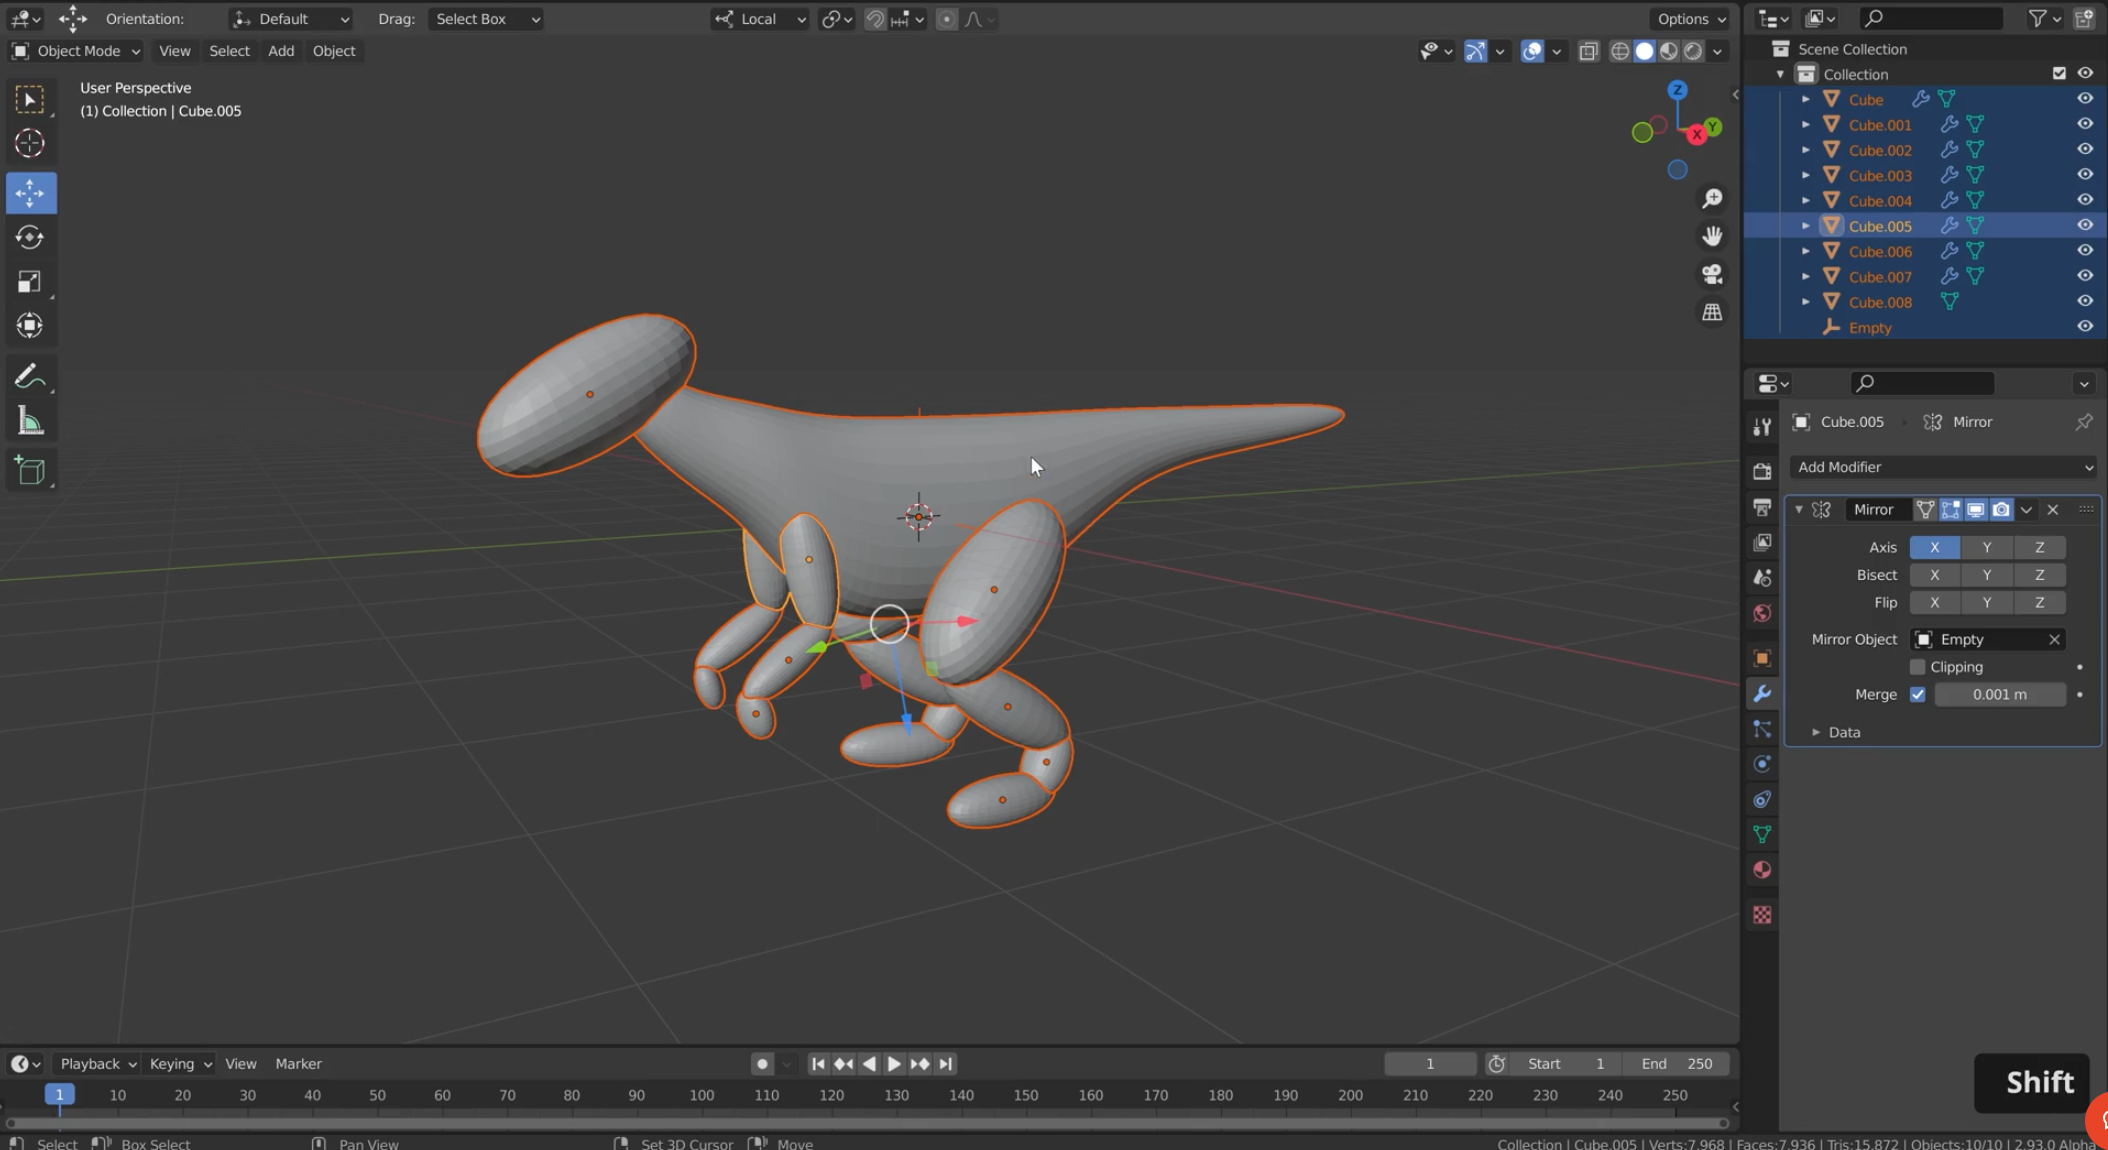 Orientation: Default Drag: Select Box Local Options
Object Mode View Select Add Object
User Perspective
(1) Collection | Cube.005
Z
Y
X
Scene Collection
Collection
Cube
Cube.001
Cube.002
Cube.003
Cube.004
Cube.005
Cube.006
Cube.007
Cube.008
Empty
Cube.005 Mirror
Add Modifier
Mirror
Axis X Y Z
Bisect X Y Z
Flip X Y Z
Mirror Object Empty
Clipping
Merge 0.001 m
Data
Shift
Playback Keying View Marker 1 Start 1 End 250
1 10 20 30 40 50 60 70 80 90 100 110 120 130 140 150 160 170 180 190 200 210 220 230 240 250
Select Box Select Pan View Set 3D Cursor Move Collection | Cube.005 | Verts:7,968 | Faces:7,936 | Tris:15,872 | Objects:10/10 | 2.93.0 Alpha